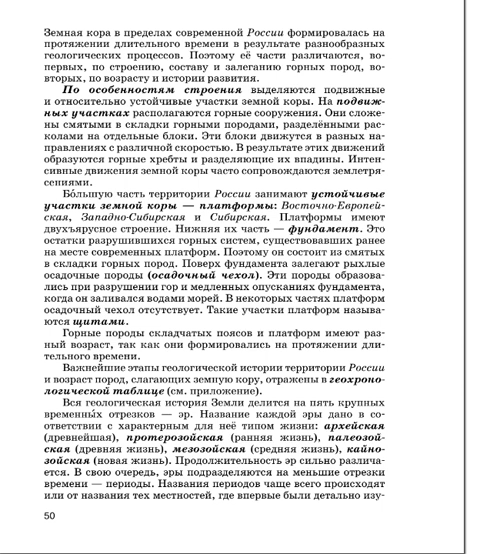 Земная кора в пределах современной России формировалась на
протяжении длительного времени в результате разнообразных
геологических процессов. Поэтому её части различаются, во-
первых, по строению, составу и залеганию горных пород, во-
вторых, по возрасту и истории развития.
По особенностям строения выделяются подвижные
и относительно устойчивые участки земной коры. На подвиж-
ных участках располагаются горные сооружения. Они сложе-
ны смятыми в складки горными породами, разделёнными рас-
колами на отдельные блоки. Эти блоки движутся в разных на-
правлениях с различной скоростью. В результате этих движений
образуются горные хребты и разделяющие их впадины. Интен-
сивные движения земной коры часто сопровождаются землетря-
сениями.
Бо́льшую часть территории России занимают устойчивые
участки земной коры — платформы: Восточно-Европей-
ская, Западно-Сибирская и Сибирская. Платформы имеют
двухъярусное строение. Нижняя их часть — фундамент. Это
остатки разрушившихся горных систем, существовавших ранее
на месте современных платформ. Поэтому он состоит из смятых
в складки горных пород. Поверх фундамента залегают рыхлые
осадочные породы (осадочный чехол). Эти породы образова-
лись при разрушении гор и медленных опусканиях фундамента,
когда он заливался водами морей. В некоторых частях платформ
осадочный чехол отсутствует. Такие участки платформ называ-
ются щитами.
Горные породы складчатых поясов и платформ имеют раз-
ный возраст, так как они формировались на протяжении дли-
тельного времени.
Важнейшие этапы геологической истории территории России
и возраст пород, слагающих земную кору, отражены в геохроно-
логической таблице (см. приложение).
Вся геологическая история Земли делится на пять крупных
временны́х отрезков — эр. Название каждой эры дано в со-
ответствии с характерным для неё типом жизни: архейская
(древнейшая), протерозойская (ранняя жизнь), палеозой-
ская (древняя жизнь), мезозойская (средняя жизнь), кайно-
зойская (новая жизнь). Продолжительность эр сильно различа-
ется. В свою очередь, эры подразделяются на меньшие отрезки
времени — периоды. Названия периодов чаще всего происходят
или от названия тех местностей, где впервые были детально изу-
50